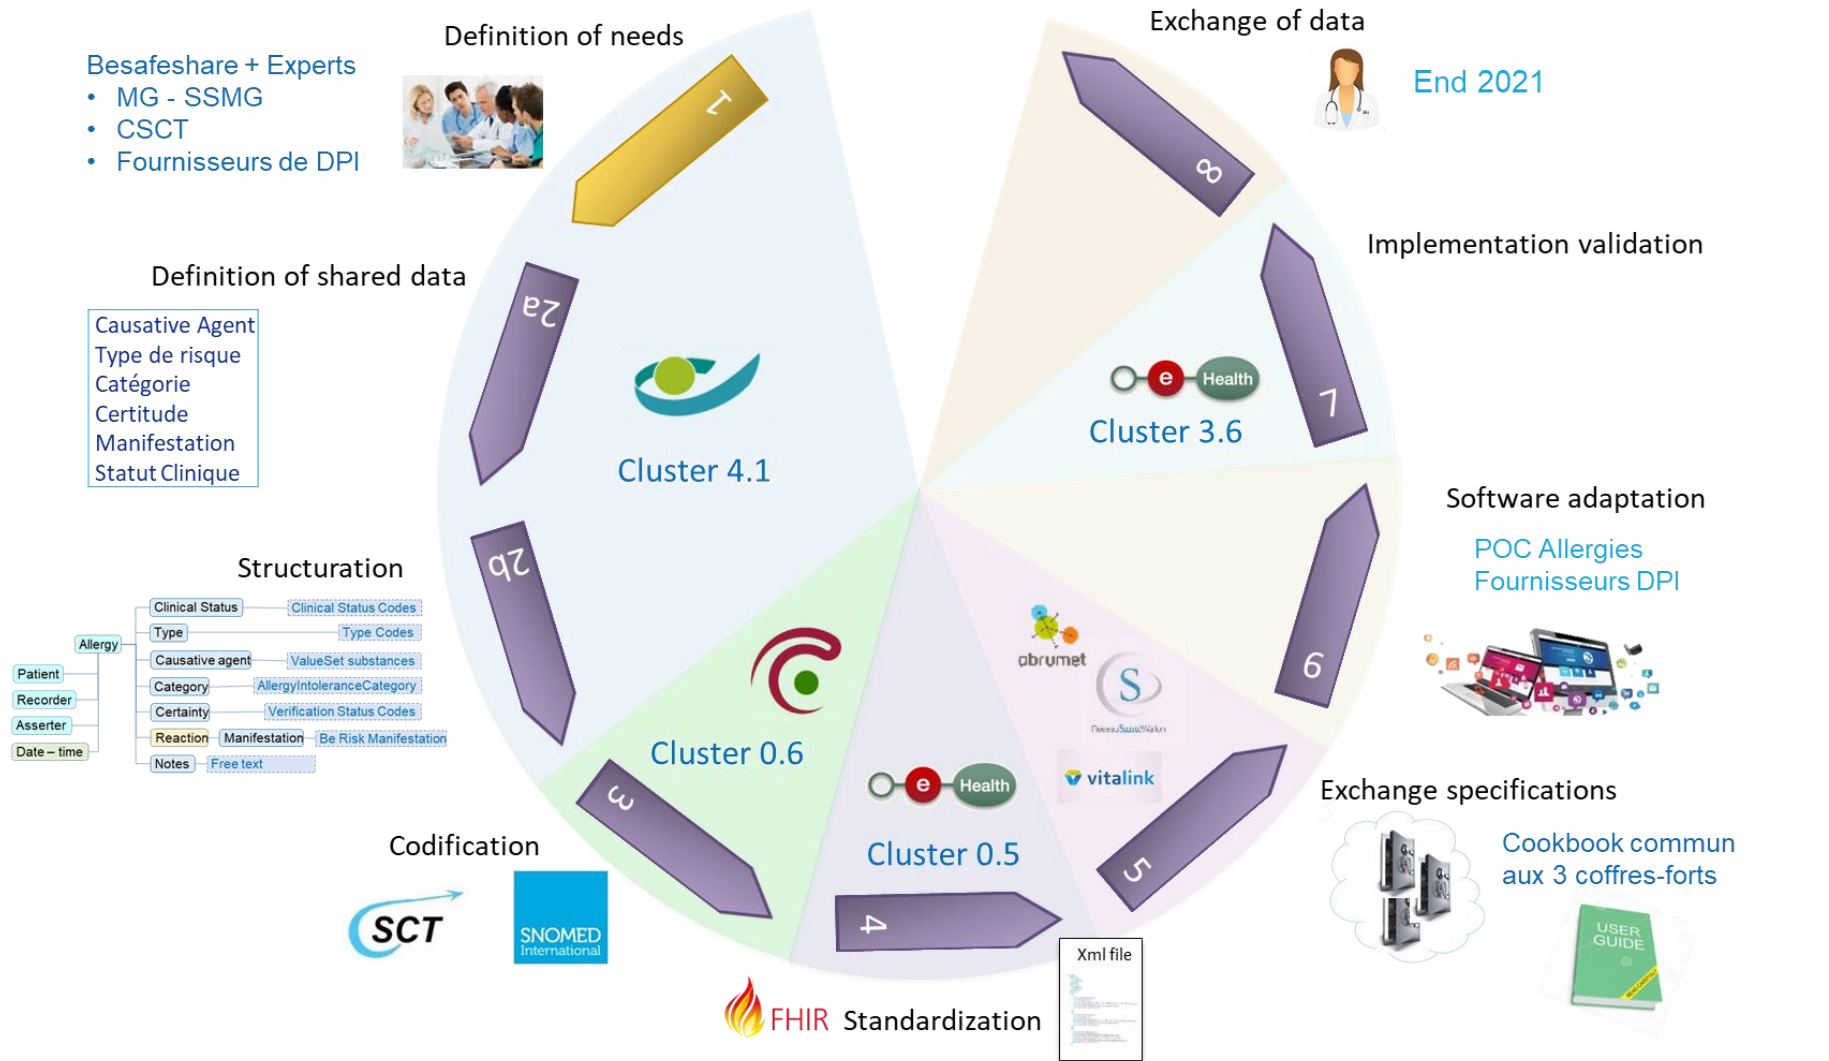 Definition of needs
Besafeshare + Experts
• MG - SSMG
• CSCT
• Fournisseurs de DPI
1
Definition of shared data
Causative Agent
Type de risque
Catégorie
Certitude
Manifestation
Statut Clinique
2a
Cluster 4.1
Structuration
2b
Patient
Recorder
Asserter
Date – time
Allergy
Clinical Status Clinical Status Codes
Type Type Codes
Causative agent ValueSet substances
Category AllergyIntoleranceCategory
Certainty Verification Status Codes
Reaction Manifestation Be Risk Manifestation
Notes Free text
Cluster 0.6
3
Codification
SCT
SNOMED
International
e Health
Cluster 0.5
4
FHIR Standardization
Xml file
abrumet
S
RéseauSantéWallon
vitalink
5
Exchange specifications
Cookbook commun
aux 3 coffres-forts
USER
GUIDE
6
Software adaptation
POC Allergies
Fournisseurs DPI
e Health
Cluster 3.6
7
Implementation validation
8
Exchange of data
End 2021